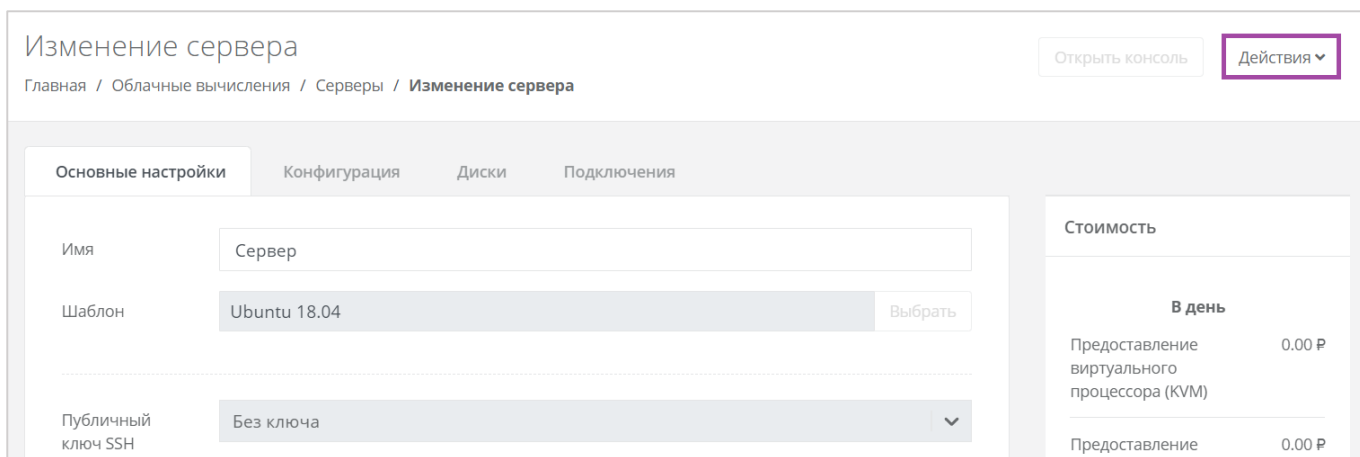 Изменение сервера
Открыть консоль
Действия
Главная / Облачные вычисления / Серверы / Изменение сервера
Основные настройки
Конфигурация
Диски
Подключения
Имя
Сервер
Шаблон
Ubuntu 18.04
Выбрать
Публичный
ключ SSH
Без ключа
Стоимость
В день
Предоставление
виртуального
процессора (KVM)
0.00 ₽
Предоставление
0.00 ₽